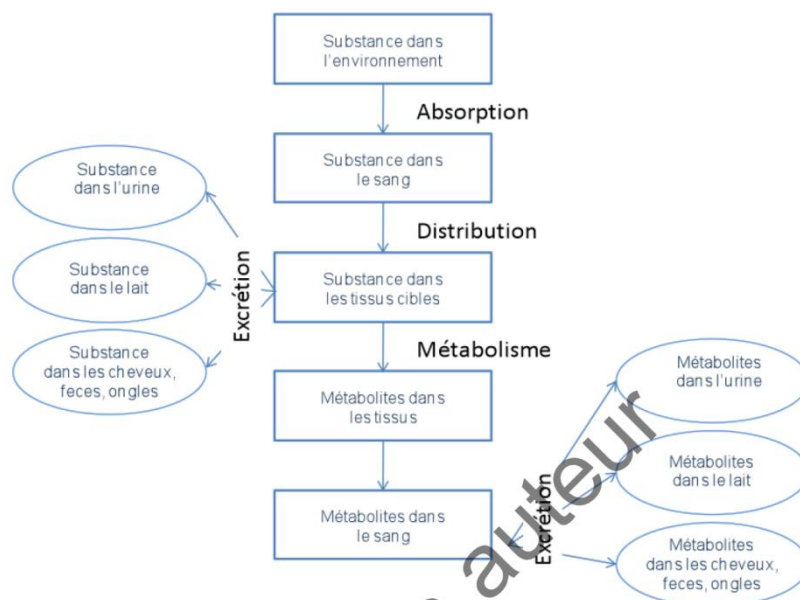 Substance dans
l'environnement
Absorption
Substance dans
le sang
Distribution
Substance dans
les tissus cibles
Excrétion
Substance
dans l'urine
Substance
dans le lait
Substance
dans les cheveux,
feces, ongles
Métabolisme
Métabolites dans
les tissus
Métabolites dans
le sang
Excrétion
Métabolites
dans l'urine
Métabolites
dans le lait
Métabolites
dans les cheveux,
feces, ongles
auteur